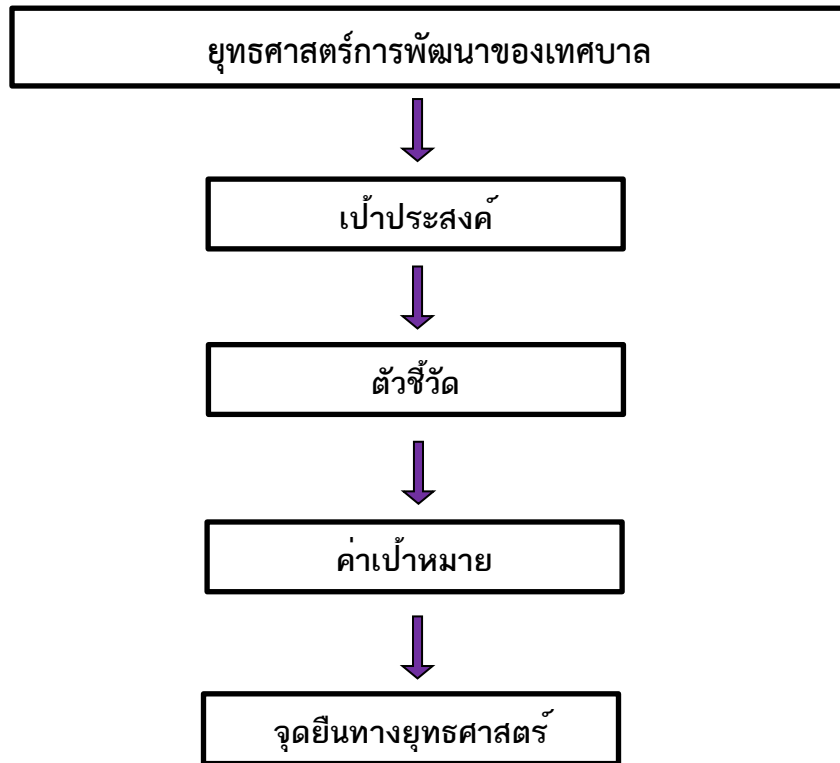 ยุทธศาสตร์การพัฒนาของเทศบาล
เป้าประสงค์
ตัวชี้วัด
ค่าเป้าหมาย
จุดยืนทางยุทธศาสตร์